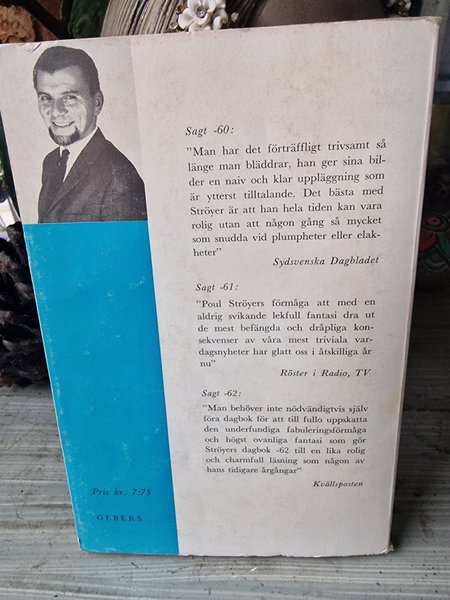 Sagt -60:
"Man har det förträffligt trivsamt så
länge man bläddrar, han ger sina bil-
der en naiv och klar uppläggning som
är ytterst tilltalande. Det bästa med
Ströyer är att han hela tiden kan vara
rolig utan att någon gång så mycket
som snudda vid plumpheter eller elak-
heter"
Sydsvenska Dagbladet
Sagt -61:
"Poul Ströyers förmåga att med en
aldrig svikande lekfull fantasi dra ut
de mest befängda och dråpliga kon-
sekvenser av våra mest triviala var-
dagsnyheter har glatt oss i åtskilliga år
nu"
Röster i Radio, TV
Sagt -62:
"Man behöver inte nödvändigtvis själv
föra dagbok för att till fullo uppskatta
den underfundiga fabuleringsförmåga
och högst ovanliga fantasi som gör
Ströyers dagbok -62 till en lika rolig
och charmfull läsning som någon av
hans tidigare årgångar"
Kvällsposten
Pris kr. 7:75
GEBERS